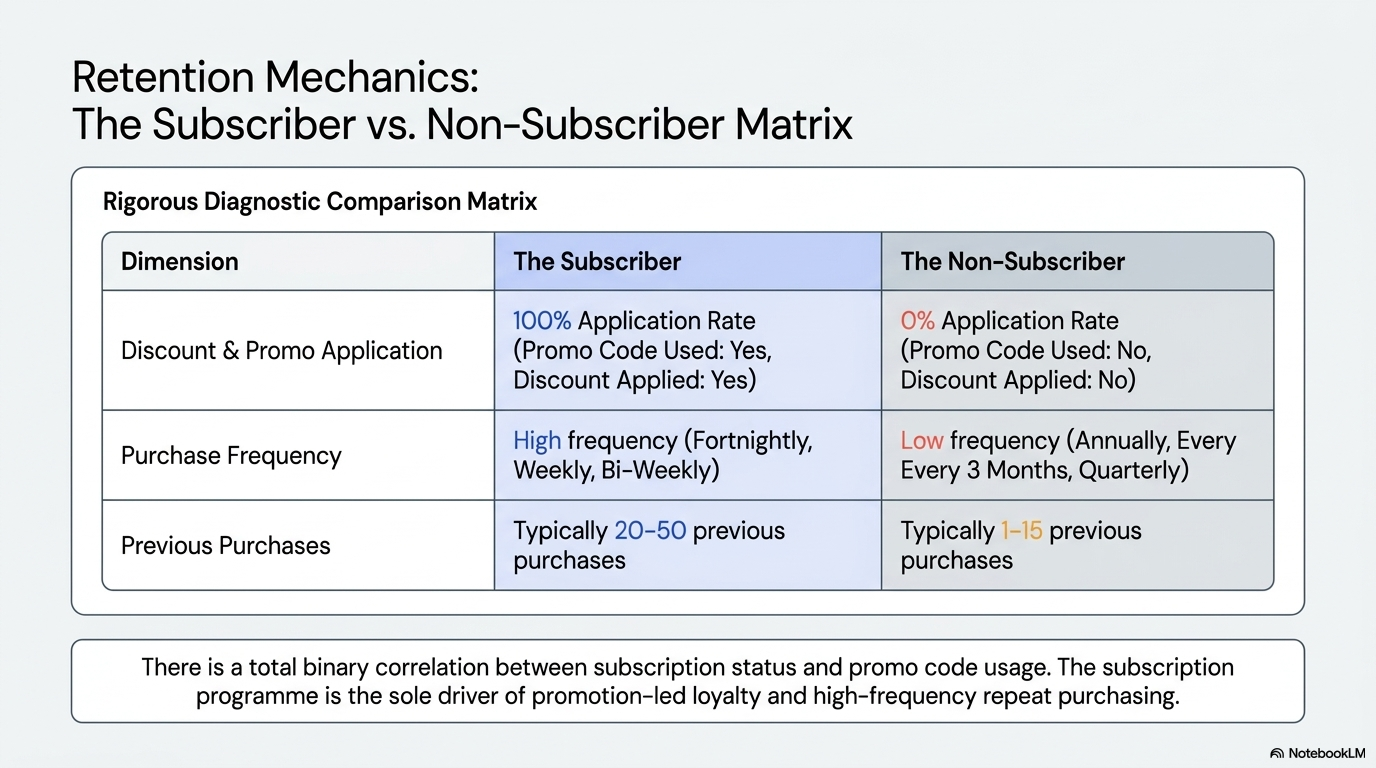 Retention Mechanics:
The Subscriber vs. Non-Subscriber Matrix
Rigorous Diagnostic Comparison Matrix
Dimension
The Subscriber
The Non-Subscriber
Discount & Promo Application
100% Application Rate
(Promo Code Used: Yes,
Discount Applied: Yes)
0% Application Rate
(Promo Code Used: No,
Discount Applied: No)
Purchase Frequency
High frequency (Fortnightly,
Weekly, Bi-Weekly)
Low frequency (Annually, Every
Every 3 Months, Quarterly)
Previous Purchases
Typically 20-50 previous
purchases
Typically 1-15 previous
purchases
There is a total binary correlation between subscription status and promo code usage. The subscription
programme is the sole driver of promotion-led loyalty and high-frequency repeat purchasing.
NotebookLM